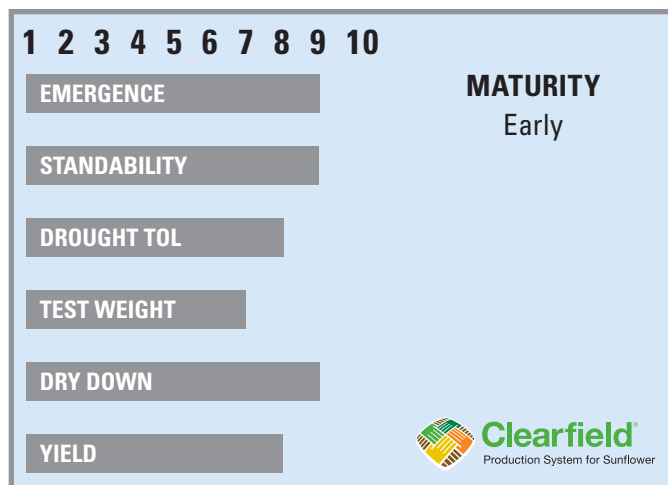 1 2 3 4 5 6 7 8 9 10
EMERGENCE
MATURITY
Early
STANDABILITY
DROUGHT TOL
TEST WEIGHT
DRY DOWN
YIELD
Clearfield®
Production System for Sunflower